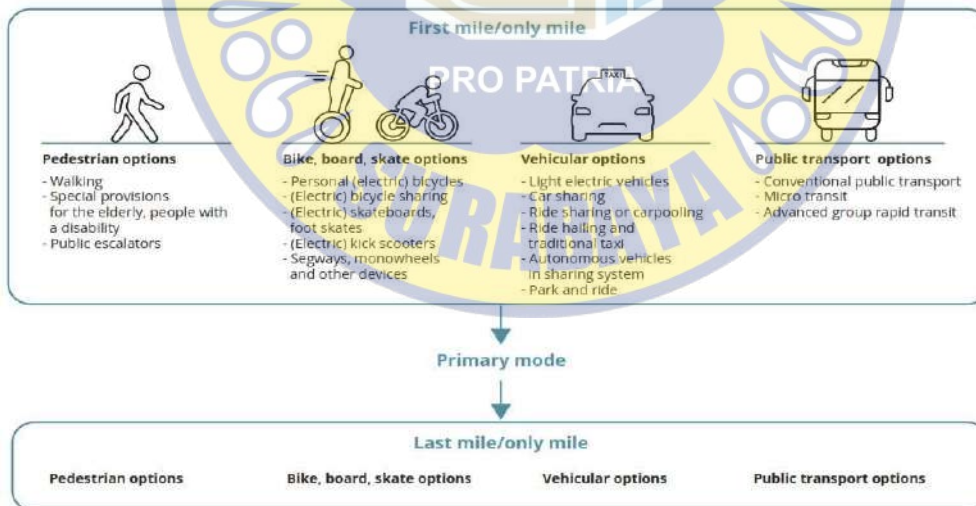 First mile/only mile
PRO PATRIA
TAXI
Pedestrian options
- Walking
- Special provisions
for the elderly, people with
a disability
- Public escalators
Bike, board, skate options
- Personal (electric) bicycles
- (Electric) bicycle sharing
- (Electric) skateboards,
foot skates
- (Electric) kick scooters
- Segways, monowheels
and other devices
Vehicular options
- Light electric vehicles
- Car sharing
- Ride sharing or carpooling
- Ride hailing and
traditional taxi
- Autonomous vehicles
in sharing system
- Park and ride
Public transport options
- Conventional public transport
- Micro transit
- Advanced group rapid transit
SURABAYA
Primary mode
Last mile/only mile
Pedestrian options
Bike, board, skate options
Vehicular options
Public transport options